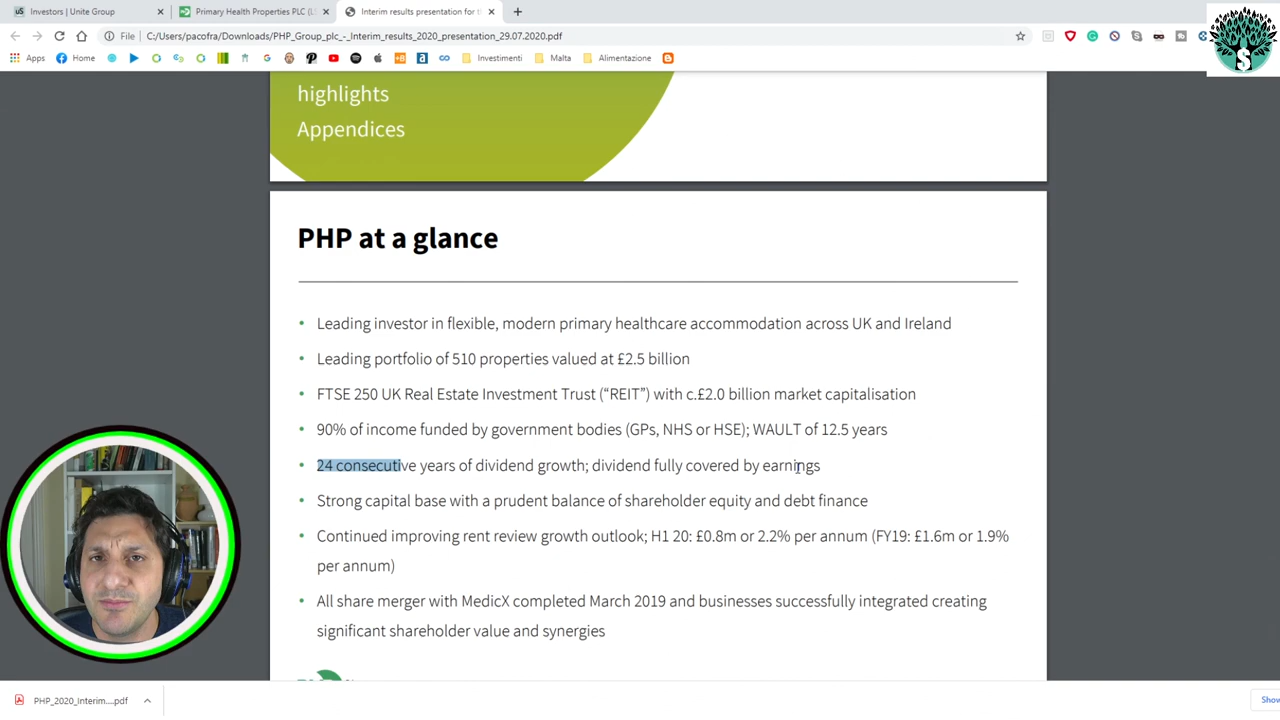 Investors | Unite Group
Primary Health Properties PLC (L
Interim results presentation for t
File
C:/Users/pacofra/Downloads/PHP_Group_plc_-_Interim_results_2020_presentation_29.07.2020.pdf
Apps
Home
Investimenti
Malta
Alimentazione
highlights
Appendices
PHP at a glance
• Leading investor in flexible, modern primary healthcare accommodation across UK and Ireland
• Leading portfolio of 510 properties valued at £2.5 billion
• FTSE 250 UK Real Estate Investment Trust (“REIT”) with c.£2.0 billion market capitalisation
• 90% of income funded by government bodies (GPs, NHS or HSE); WAULT of 12.5 years
• 24 consecutive years of dividend growth; dividend fully covered by earnings
• Strong capital base with a prudent balance of shareholder equity and debt finance
• Continued improving rent review growth outlook; H1 20: £0.8m or 2.2% per annum (FY19: £1.6m or 1.9%
per annum)
• All share merger with MedicX completed March 2019 and businesses successfully integrated creating
significant shareholder value and synergies
PHP_2020_Interim....pdf
Show